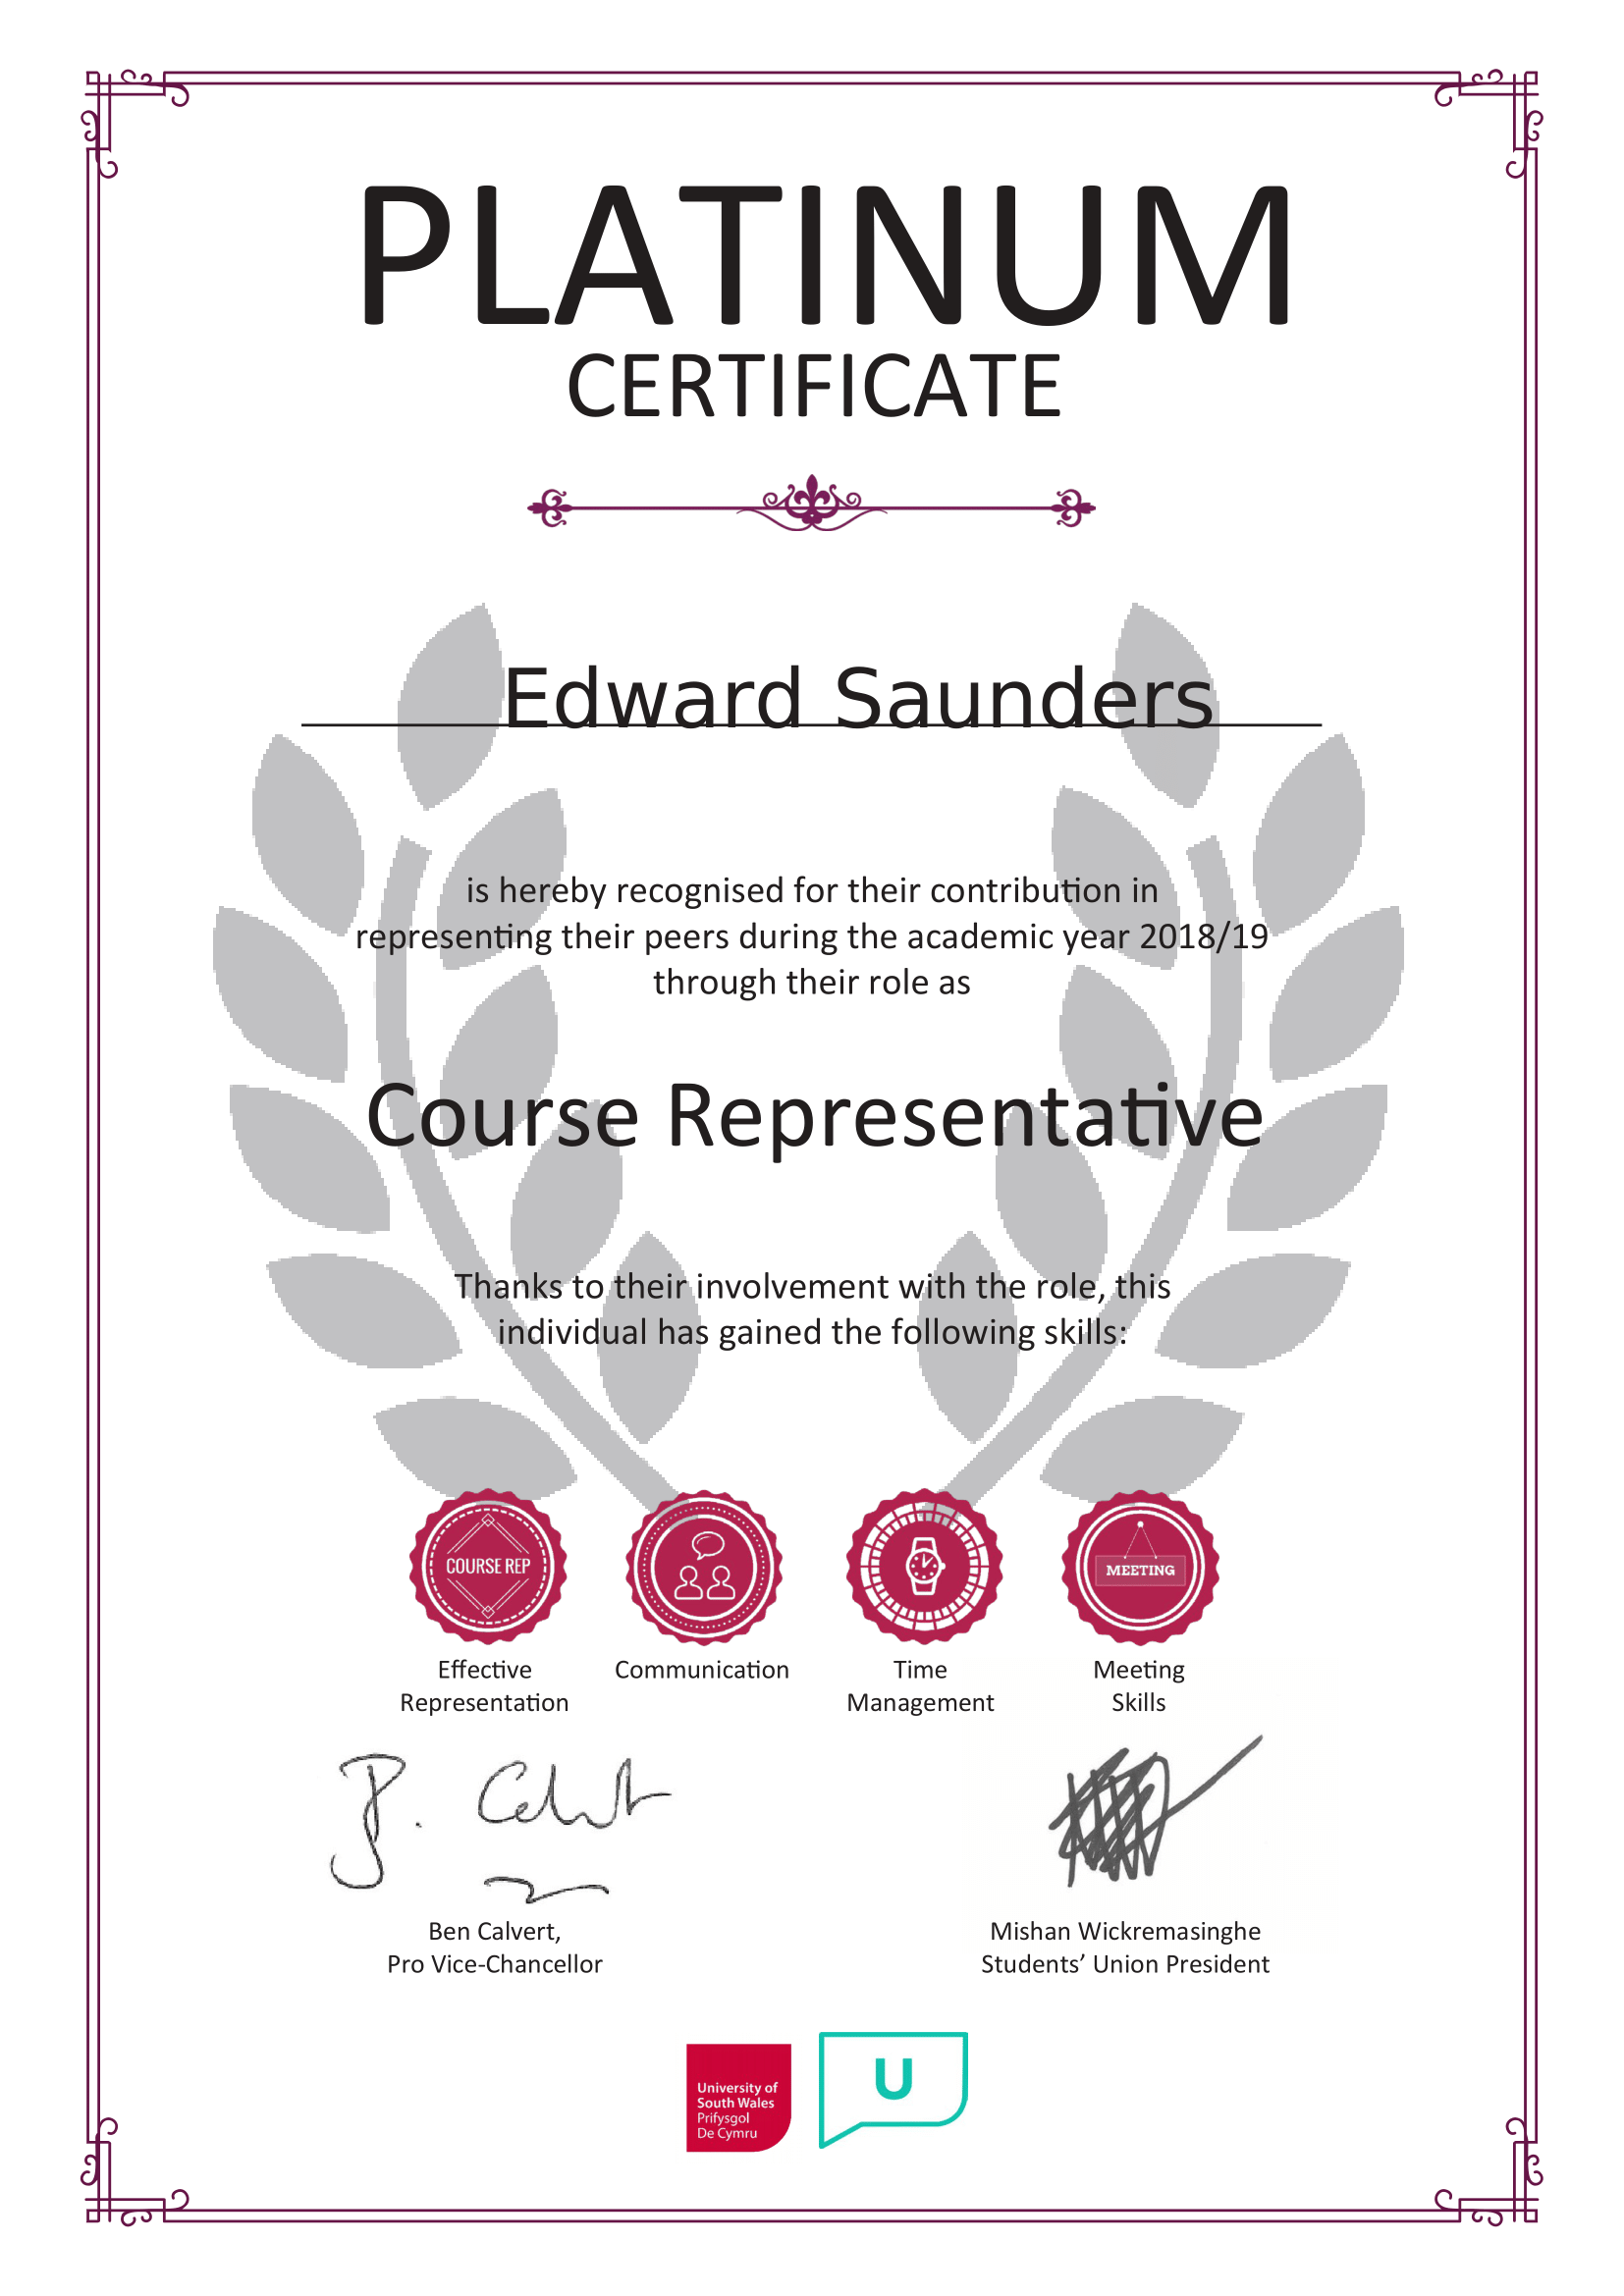 PLATINUM
CERTIFICATE
Edward Saunders
is hereby recognised for their contribution in
representing their peers during the academic year 2018/19
through their role as
Course Representative
Thanks to their involvement with the role, this
individual has gained the following skills:
COURSE REP
MEETING
Effective
Representation
Communication
Time
Management
Meeting
Skills
Ben Calvert,
Pro Vice-Chancellor
Mishan Wickremasinghe
Students’ Union President
University of
South Wales
Prifysgol
De Cymru
U